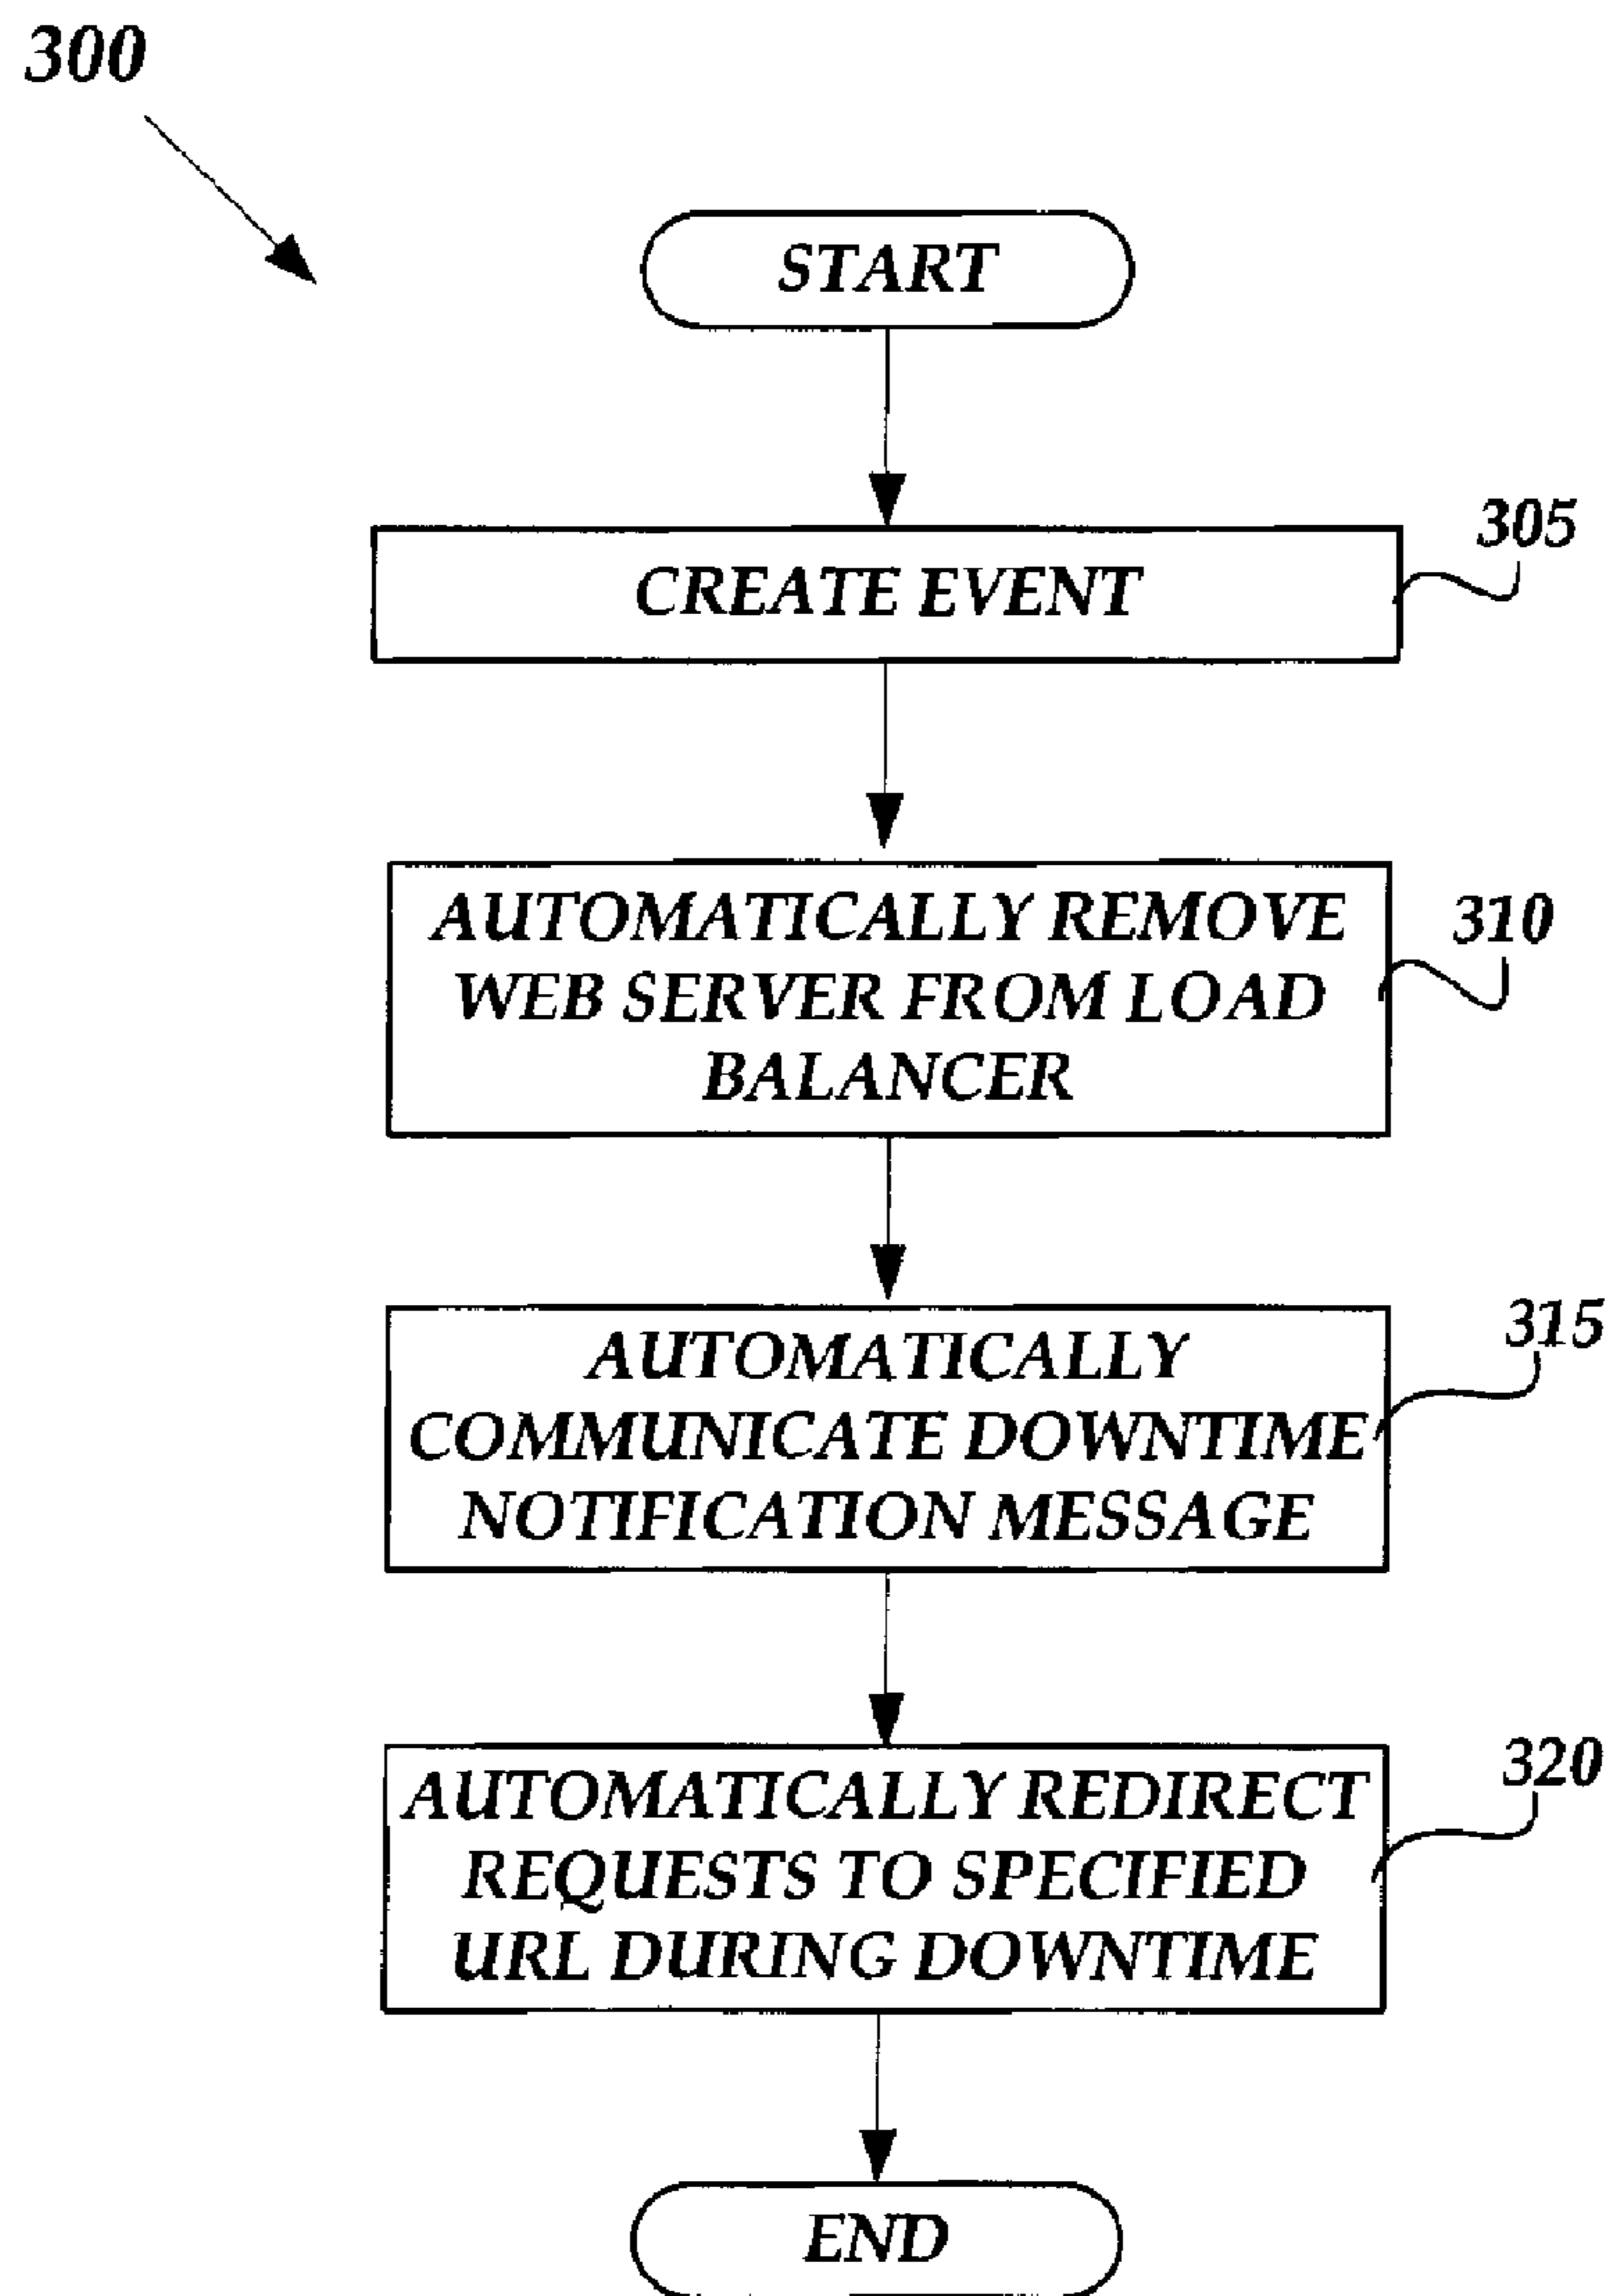 300
START
CREATE EVENT
305
AUTOMATICALLY REMOVE
WEB SERVER FROM LOAD
BALANCER
310
AUTOMATICALLY
COMMUNICATE DOWNTIME
NOTIFICATION MESSAGE
315
AUTOMATICALLY REDIRECT
REQUESTS TO SPECIFIED
URL DURING DOWNTIME
320
END